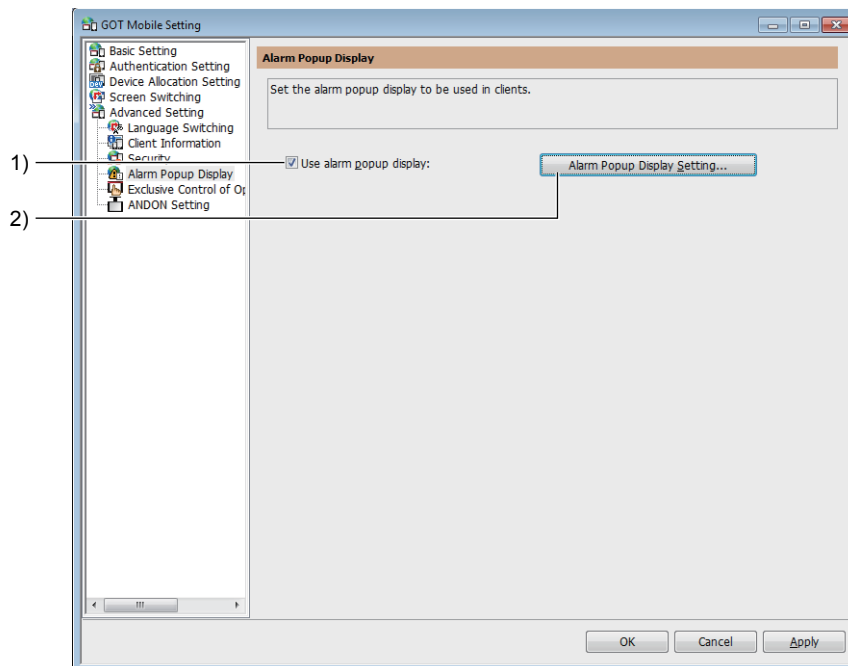 GOT Mobile Setting
Basic Setting
Authentication Setting
Device Allocation Setting
Screen Switching
Advanced Setting
Language Switching
Client Information
Security
Alarm Popup Display
Exclusive Control of Op
ANDON Setting
Alarm Popup Display
Set the alarm popup display to be used in clients.
1)
Use alarm popup display:
Alarm Popup Display Setting...
2)
OK
Cancel
Apply